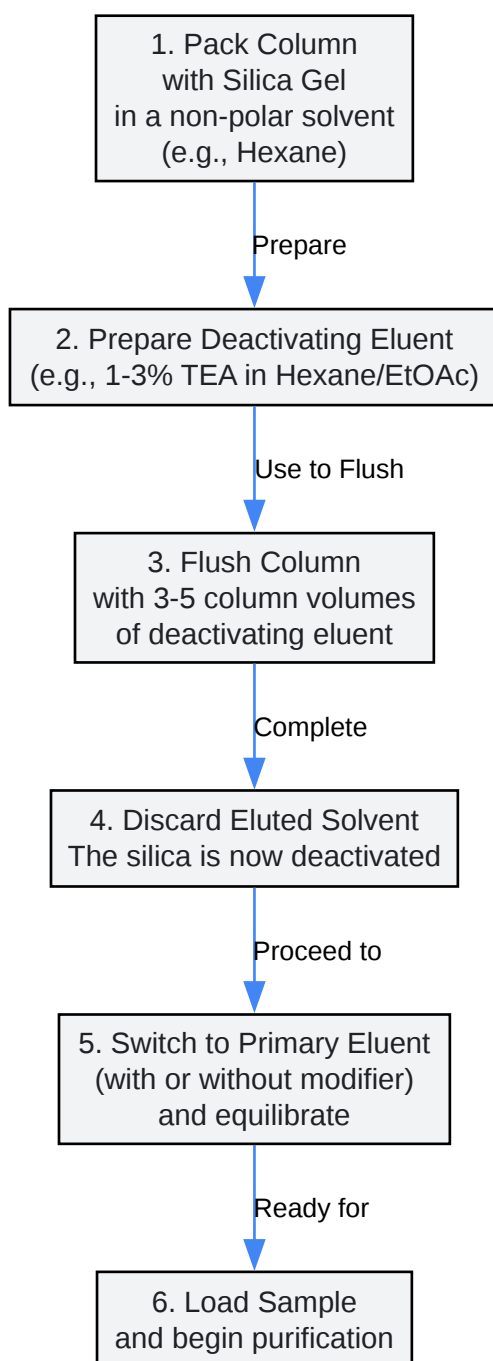 1. Pack Column
with Silica Gel
in a non-polar solvent
(e.g., Hexane)
Prepare
2. Prepare Deactivating Eluent
(e.g., 1-3% TEA in Hexane/EtOAc)
Use to Flush
3. Flush Column
with 3-5 column volumes
of deactivating eluent
Complete
4. Discard Eluted Solvent
The silica is now deactivated
Proceed to
5. Switch to Primary Eluent
(with or without modifier)
and equilibrate
Ready for
6. Load Sample
and begin purification